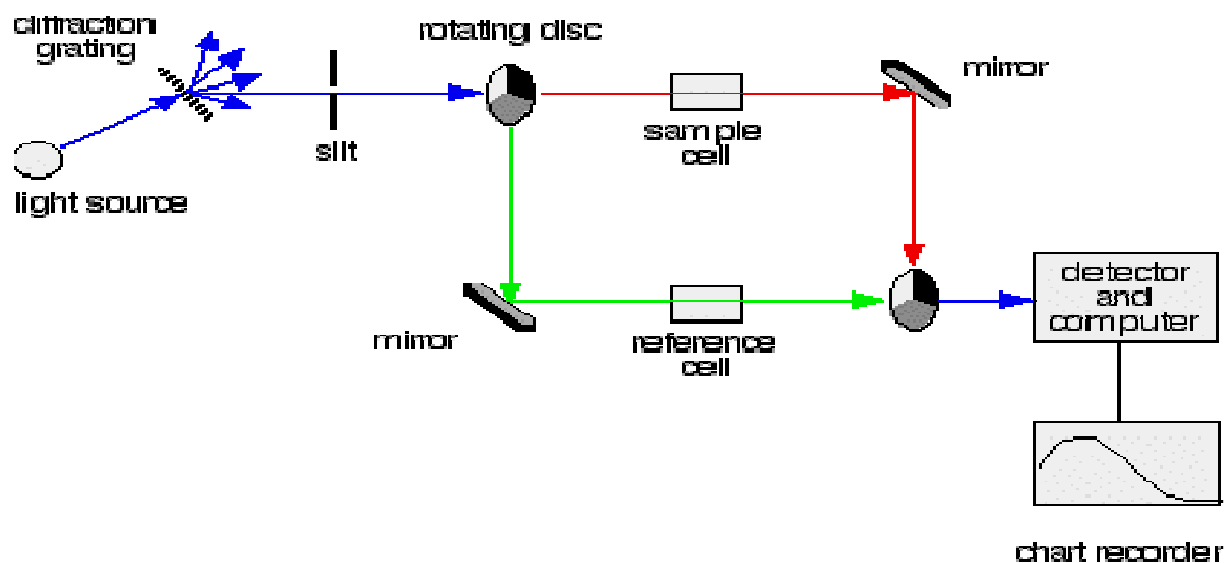 diffraction
grating
light source
slit
rotating disc
sample
cell
mirror
mirror
reference
cell
detector
and
computer
chart recorder